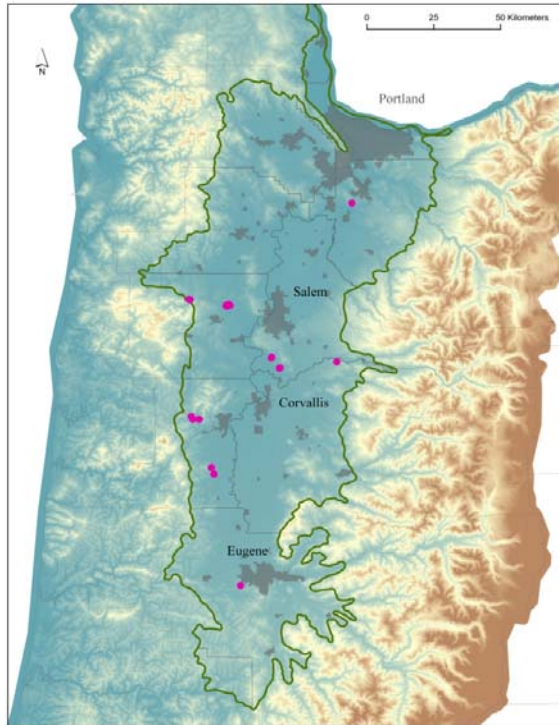 0 25 50 Kilometers
N
Portland
Salem
Corvallis
Eugene